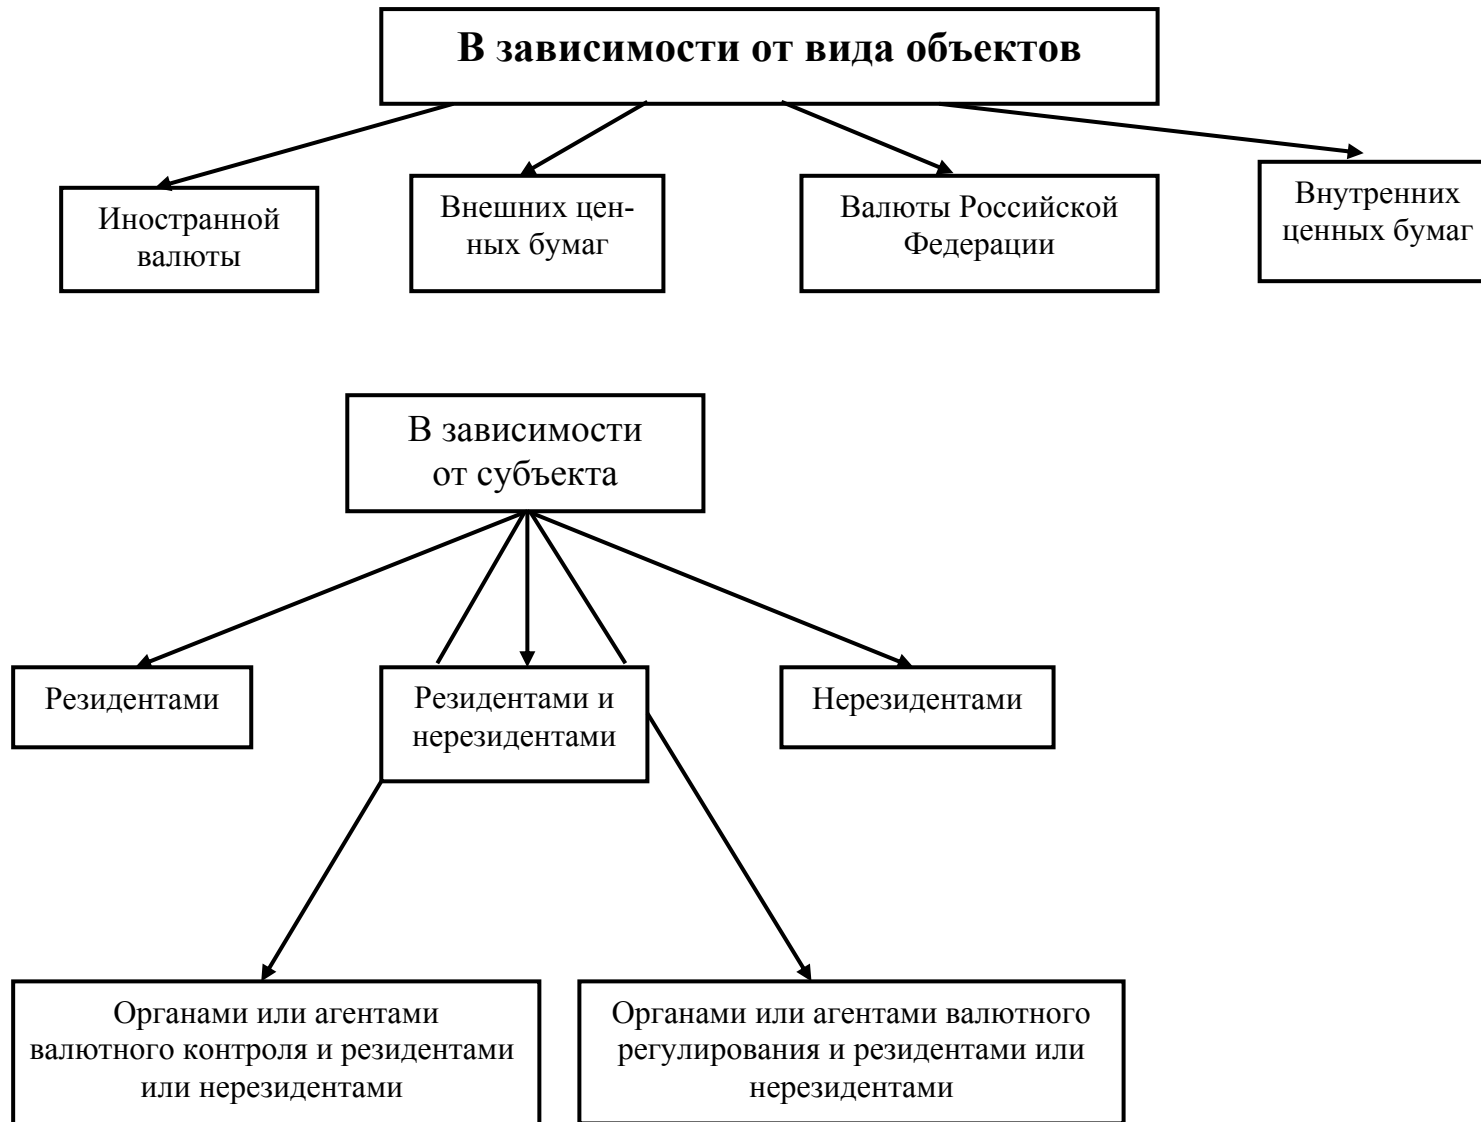 В зависимости от вида объектов
Иностранной
валюты
Внешних цен-
ных бумаг
Валюты Российской
Федерации
Внутренних
ценных бумаг
В зависимости
от субъекта
Резидентами
Резидентами и
нерезидентами
Нерезидентами
Органами или агентами
валютного контроля и резидентами
или нерезидентами
Органами или агентами валютного
регулирования и резидентами или
нерезидентами